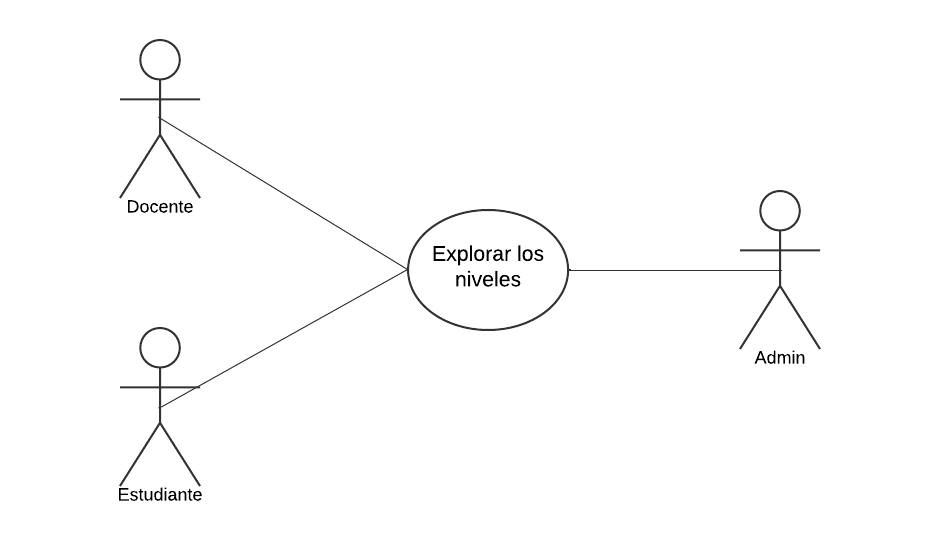 Docente
Explorar los
niveles
Admin
Estudiante